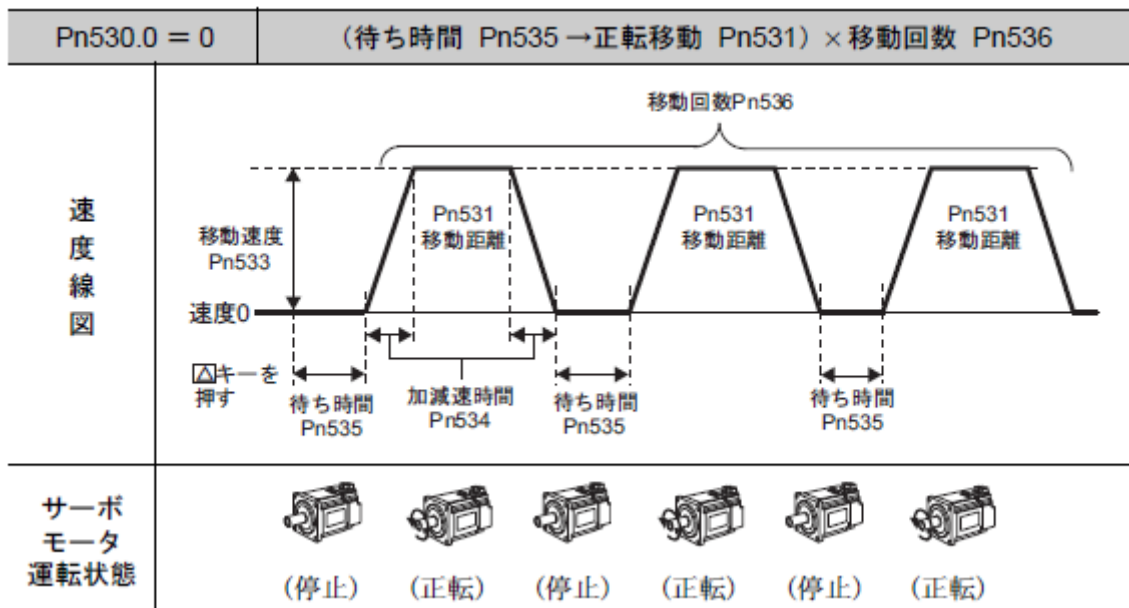 Pn530.0 = 0
(待ち時間 Pn535→正転移動 Pn531) × 移動回数 Pn536
速度線図
移動回数Pn536
移動速度
Pn533
Pn531
移動距離
Pn531
移動距離
Pn531
移動距離
速度0
△キーを
押す
待ち時間
Pn535
加減速時間
Pn534
待ち時間
Pn535
待ち時間
Pn535
サーボ
モータ
運転状態
(停止) (正転) (停止) (正転) (停止) (正転)